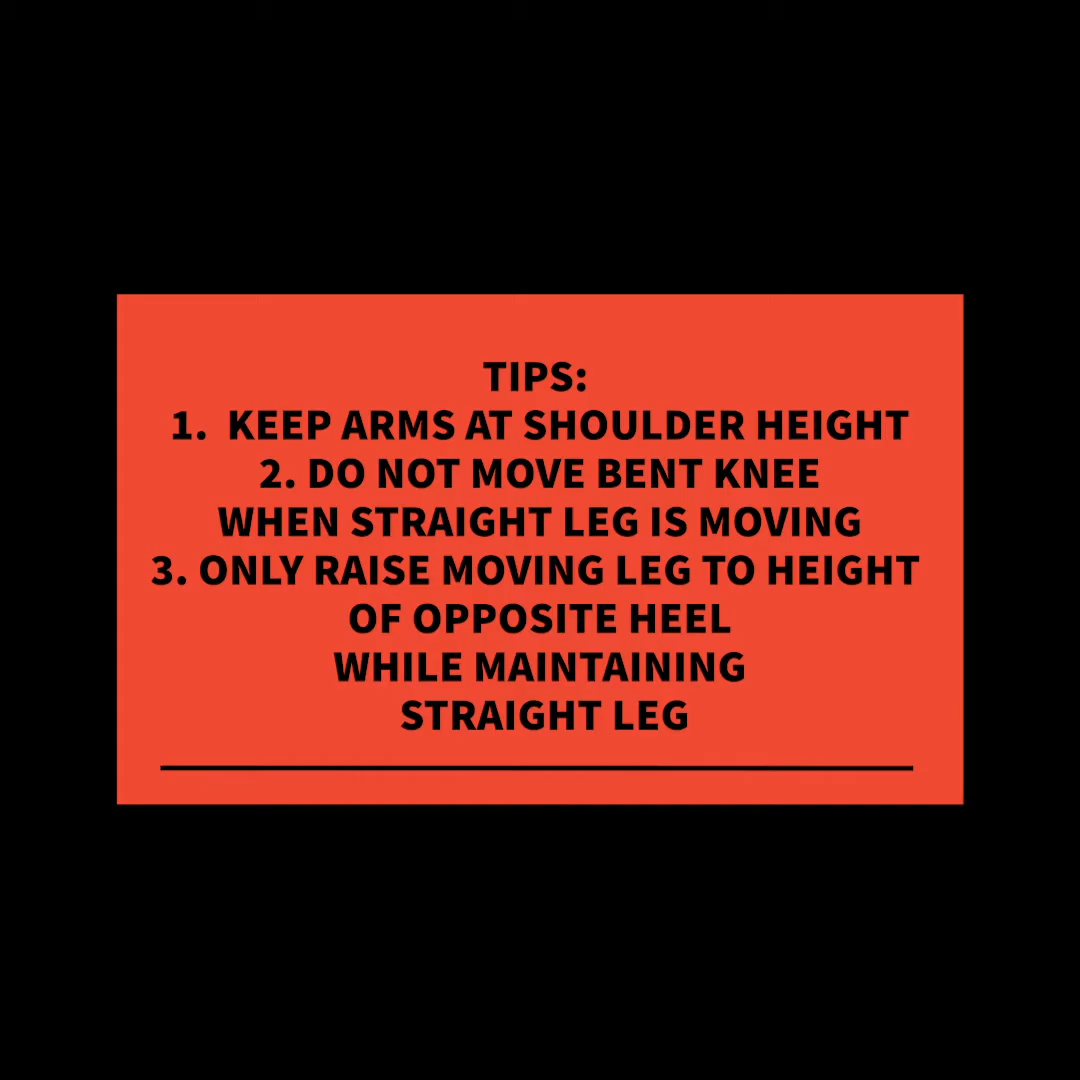 TIPS:
1.  KEEP ARMS AT SHOULDER HEIGHT
2. DO NOT MOVE BENT KNEE
WHEN STRAIGHT LEG IS MOVING
3. ONLY RAISE MOVING LEG TO HEIGHT
OF OPPOSITE HEEL
WHILE MAINTAINING
STRAIGHT LEG